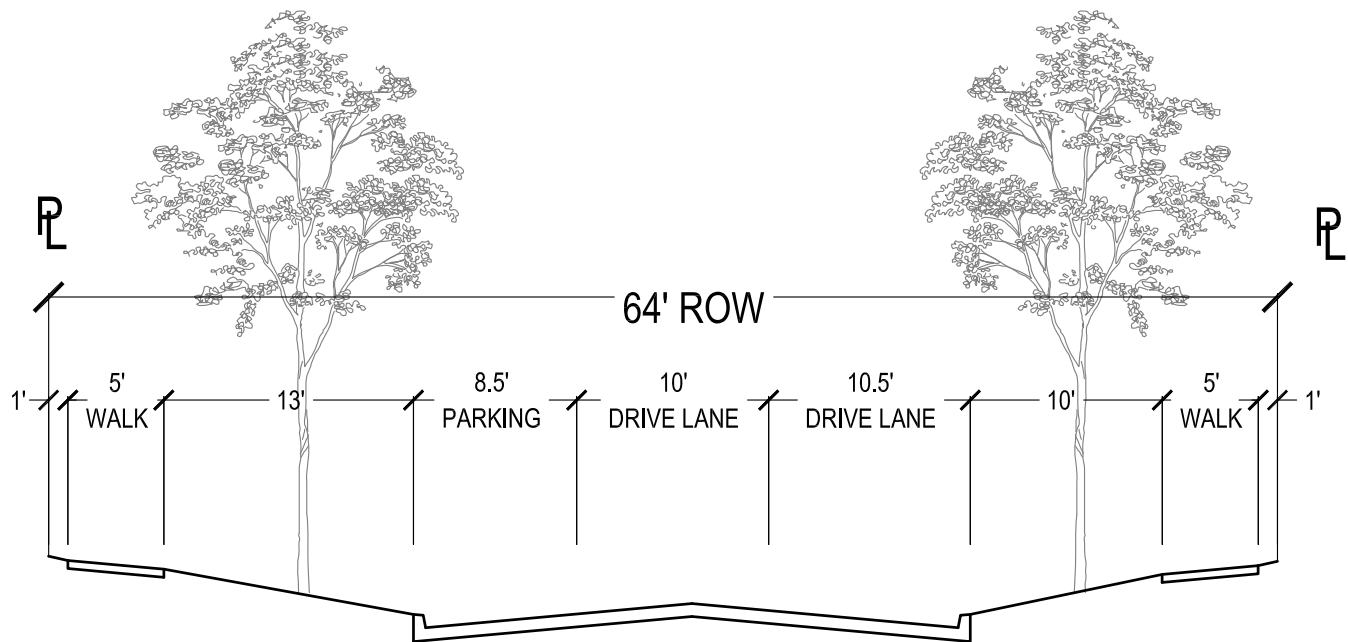 PL
PL
64' ROW
1'
5'
WALK
13'
8.5'
PARKING
10'
DRIVE LANE
10.5'
DRIVE LANE
10'
5'
WALK
1'